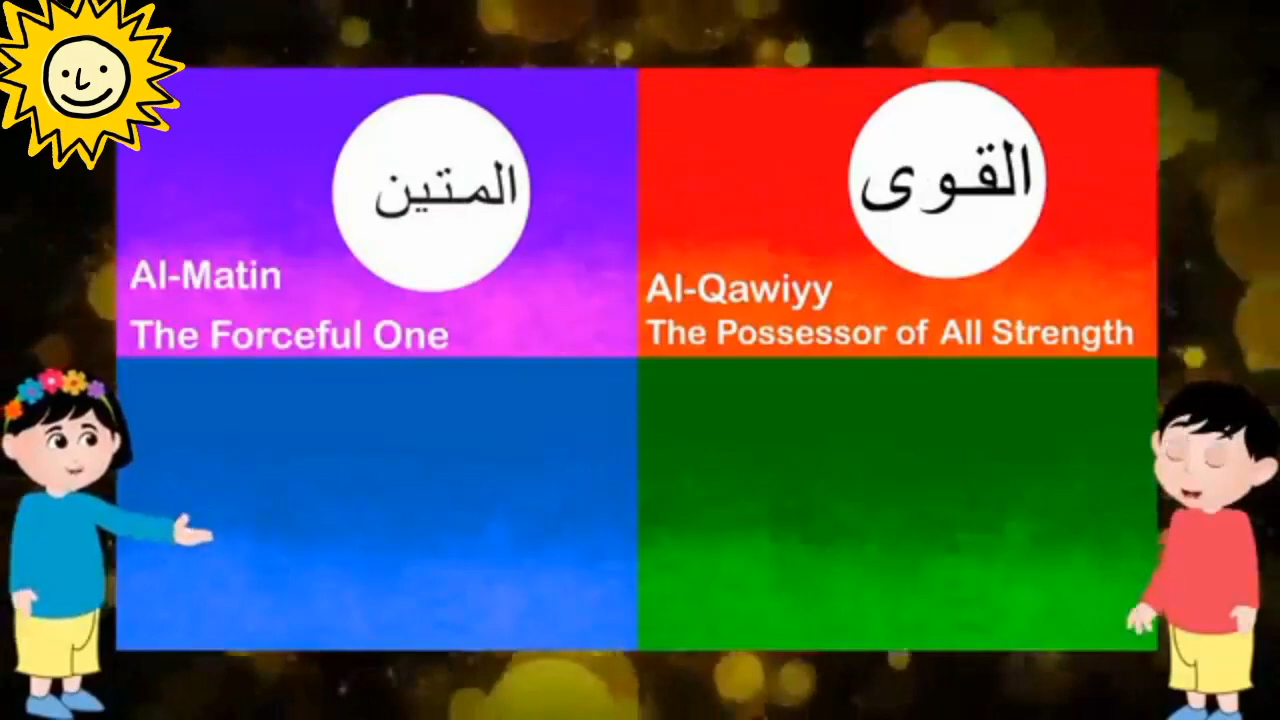 المتين
Al-Matin
The Forceful One
القوى
Al-Qawiyy
The Possessor of All Strength